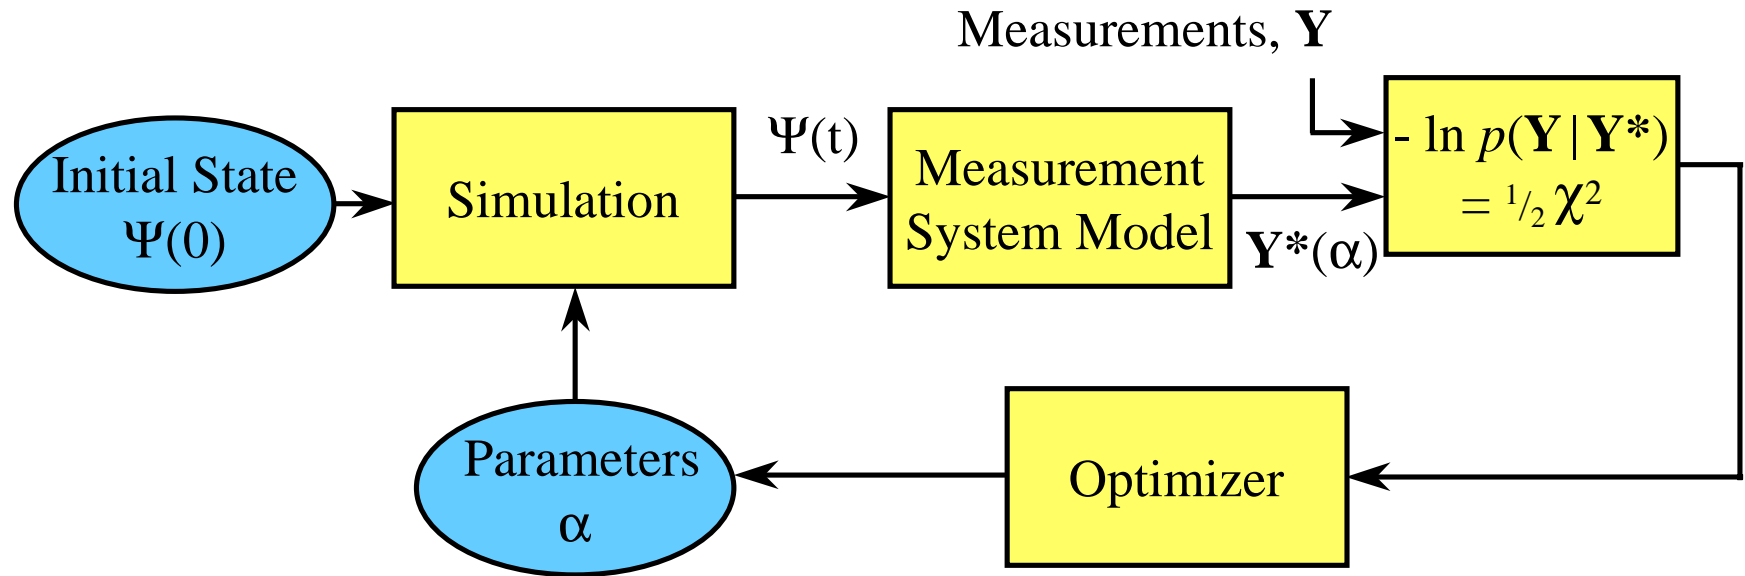 Measurements, Y
Initial State
Ψ(0)
Simulation
Ψ(t)
Measurement
System Model
Y*(α)
- ln p(Y | Y*)
= 1/2 χ²
Parameters
α
Optimizer